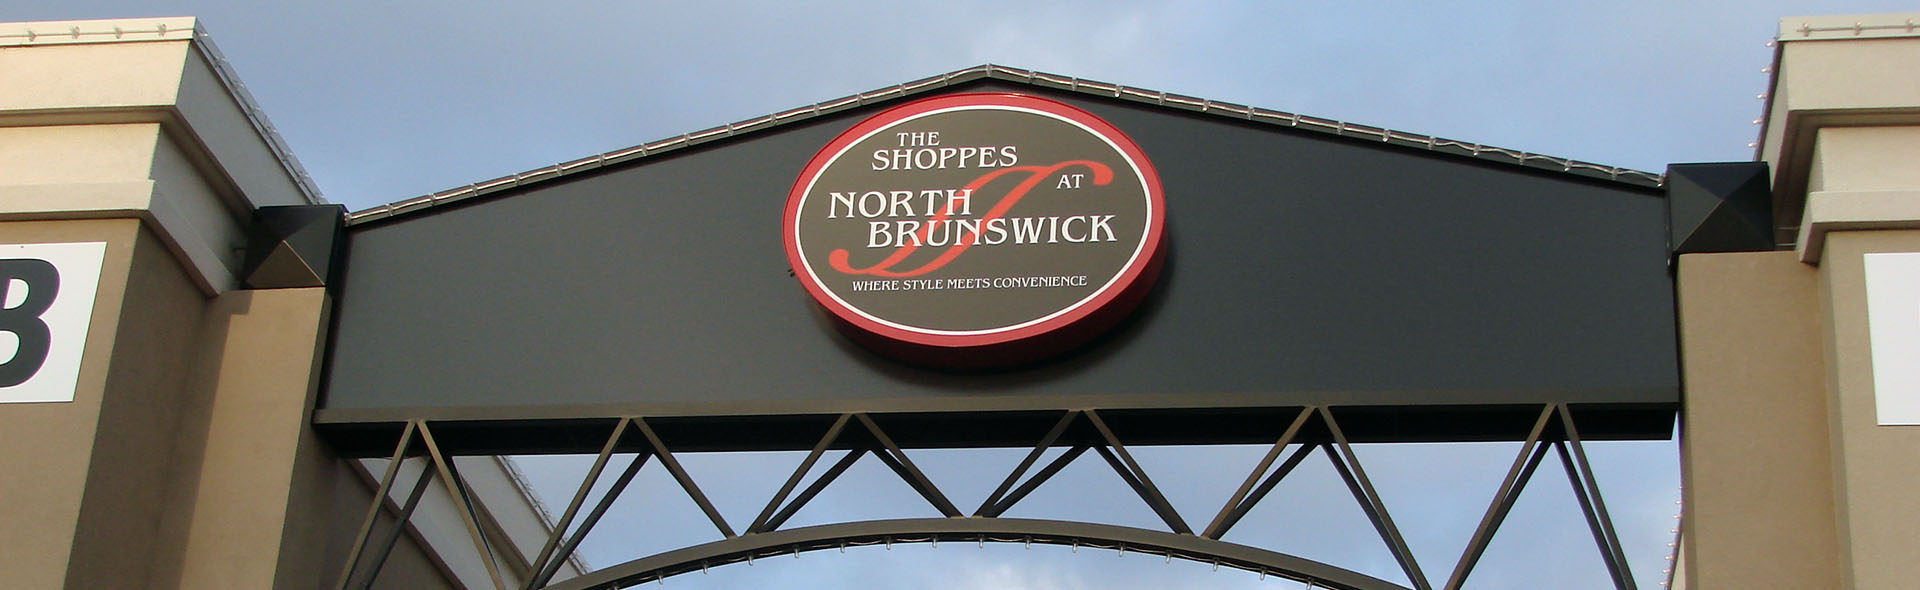 THE
SHOPPES
AT
NORTH
BRUNSWICK
WHERE STYLE MEETS CONVENIENCE
B